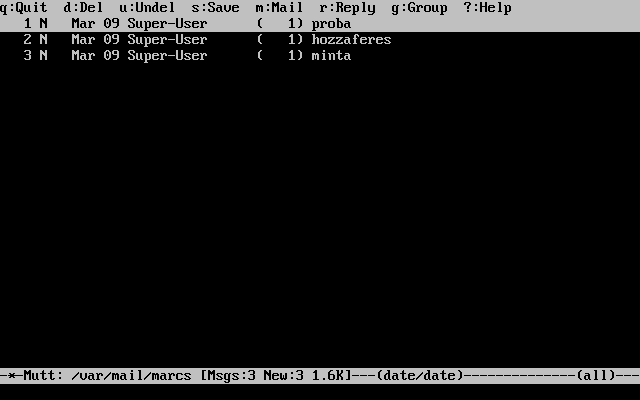 q:Quit  d:Del  u:Undel  s:Save  m:Mail  r:Reply  g:Group  ?:Help
   1 N   Mar 09 Super-User      (   1) proba
   2 N   Mar 09 Super-User      (   1) hozzaferes
   3 N   Mar 09 Super-User      (   1) minta
-*-Mutt: /var/mail/marcs [Msgs:3 New:3 1.6K]---(date/date)--------------(all)---